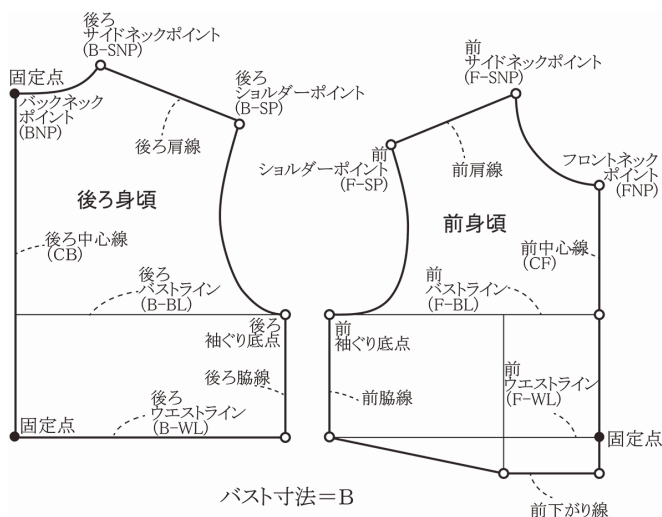 後ろ
サイドネックポイント
(B-SNP)
固定点
バックネック
ポイント
(BNP)
後ろ
ショルダーポイント
(B-SP)
後ろ肩線
後ろ身頃
後ろ中心線
(CB)
後ろ
バストライン
(B-BL)
後ろ
袖ぐり底点
後ろ脇線
後ろ
ウエストライン
(B-WL)
固定点
前
サイドネックポイント
(F-SNP)
前
ショルダーポイント
(F-SP)
前肩線
フロントネック
ポイント
(FNP)
前身頃
前中心線
(CF)
前
バストライン
(F-BL)
前
袖ぐり底点
前脇線
前
ウエストライン
(F-WL)
固定点
前下がり線
バスト寸法＝B